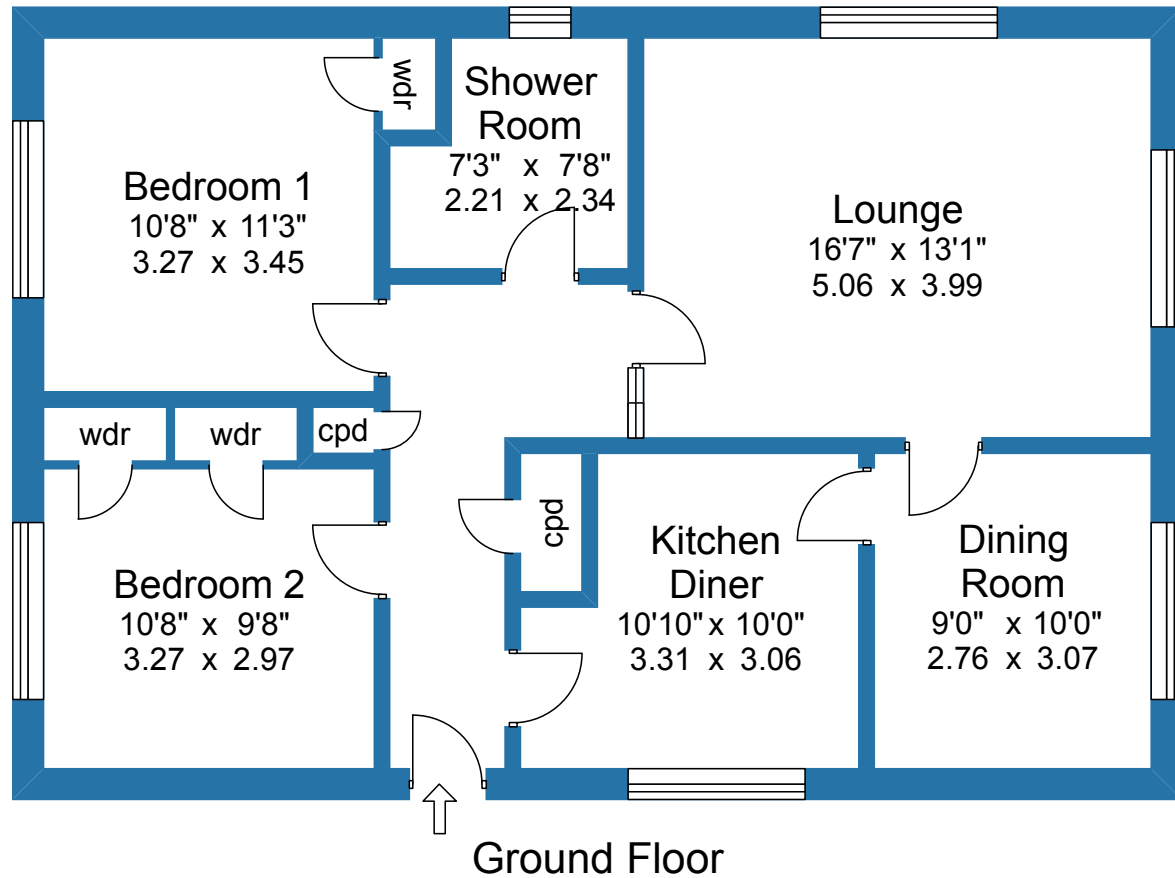 wdr
Shower
Room
7'3" x 7'8"
2.21 x 2.34
Bedroom 1
10'8" x 11'3"
3.27 x 3.45
Lounge
16'7" x 13'1"
5.06 x 3.99
wdr
wdr
cpd
cpd
Bedroom 2
10'8" x 9'8"
3.27 x 2.97
Kitchen
Diner
10'10" x 10'0"
3.31 x 3.06
Dining
Room
9'0" x 10'0"
2.76 x 3.07
Ground Floor